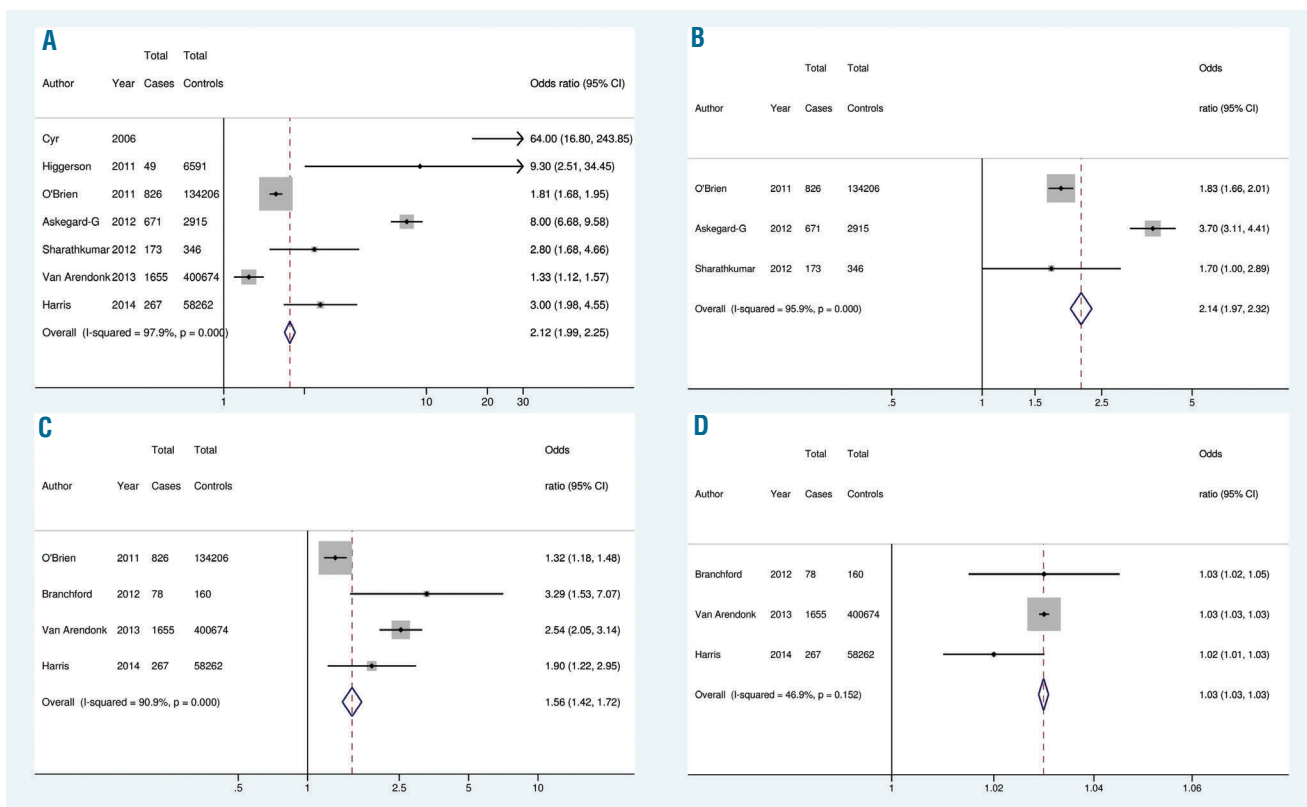 A
Total Total
Author Year Cases Controls Odds ratio (95% CI)
Cyr 2006 64.00 (16.80, 243.85)
Higgerson 2011 49 6591 9.30 (2.51, 34.45)
O'Brien 2011 826 134206 1.81 (1.68, 1.95)
Askegard-G 2012 671 2915 8.00 (6.68, 9.58)
Sharathkumar 2012 173 346 2.80 (1.68, 4.66)
Van Arendonk 2013 1655 400674 1.33 (1.12, 1.57)
Harris 2014 267 58262 3.00 (1.98, 4.55)
Overall (I-squared = 97.9%, p = 0.000) 2.12 (1.99, 2.25)
1 10 20 30
B
Total Total Odds
Author Year Cases Controls ratio (95% CI)
O'Brien 2011 826 134206 1.83 (1.66, 2.01)
Askegard-G 2012 671 2915 3.70 (3.11, 4.41)
Sharathkumar 2012 173 346 1.70 (1.00, 2.89)
Overall (I-squared = 95.9%, p = 0.000) 2.14 (1.97, 2.32)
.5 1 1.5 2.5 5
C
Total Total Odds
Author Year Cases Controls ratio (95% CI)
O'Brien 2011 826 134206 1.32 (1.18, 1.48)
Branchford 2012 78 160 3.29 (1.53, 7.07)
Van Arendonk 2013 1655 400674 2.54 (2.05, 3.14)
Harris 2014 267 58262 1.90 (1.22, 2.95)
Overall (I-squared = 90.9%, p = 0.000) 1.56 (1.42, 1.72)
.5 1 2.5 5 10
D
Total Total Odds
Author Year Cases Controls ratio (95% CI)
Branchford 2012 78 160 1.03 (1.02, 1.05)
Van Arendonk 2013 1655 400674 1.03 (1.03, 1.03)
Harris 2014 267 58262 1.02 (1.01, 1.03)
Overall (I-squared = 46.9%, p = 0.152) 1.03 (1.03, 1.03)
1 1.02 1.04 1.06